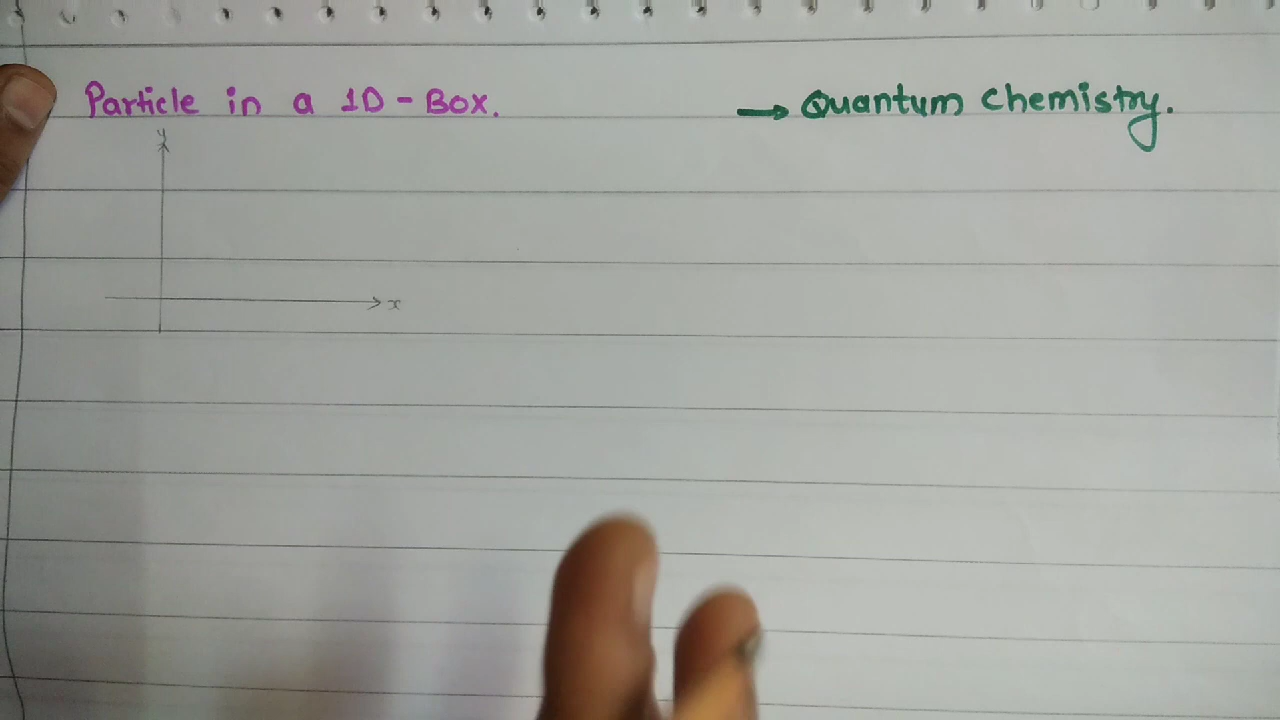 Particle in a 1D - Box. → Quantum Chemistry.
y
x